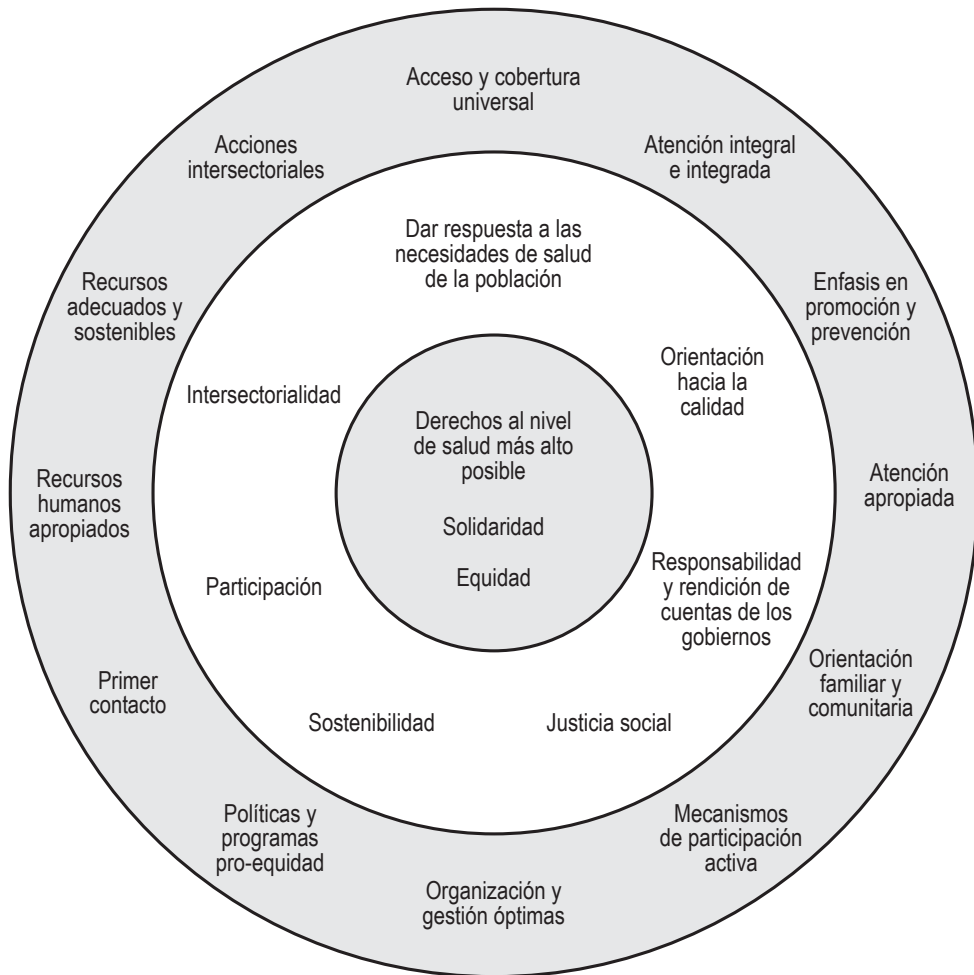 Acceso y cobertura
universal
Atención integral
e integrada
Enfasis en
promoción y
prevención
Atención
apropiada
Orientación
familiar y
comunitaria
Mecanismos
de participación
activa
Organización y
gestión óptimas
Políticas y
programas
pro-equidad
Primer
contacto
Recursos
humanos
apropiados
Recursos
adecuados y
sostenibles
Acciones
intersectoriales
Dar respuesta a las
necesidades de salud
de la población
Orientación
hacia la
calidad
Responsabilidad
y rendición de
cuentas de los
gobiernos
Justicia social
Sostenibilidad
Participación
Intersectorialidad
Derechos al nivel
de salud más alto
posible
Solidaridad
Equidad